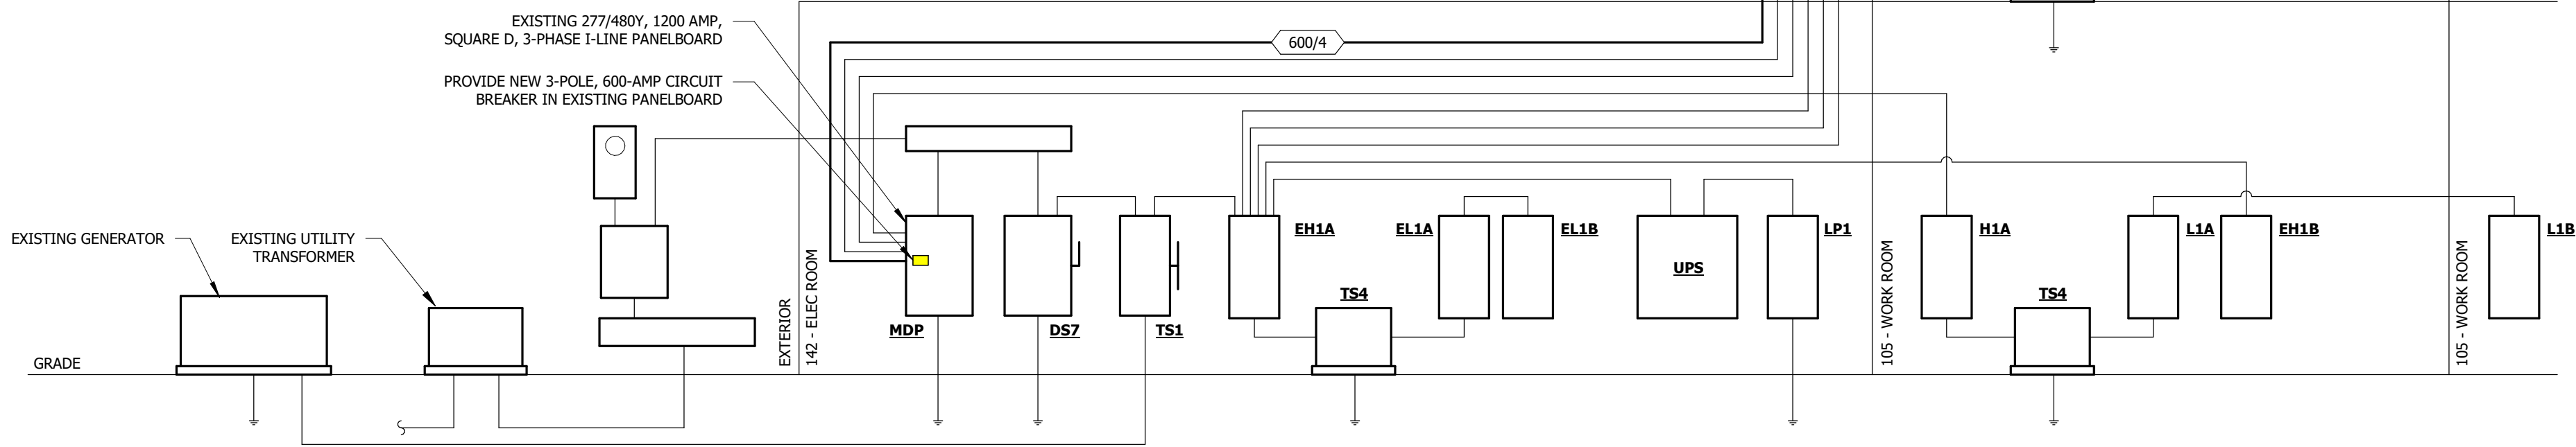 EXISTING 277/480Y, 1200 AMP,
SQUARE D, 3-PHASE I-LINE PANELBOARD
600/4
PROVIDE NEW 3-POLE, 600-AMP CIRCUIT
BREAKER IN EXISTING PANELBOARD
EXISTING GENERATOR
EXISTING UTILITY
TRANSFORMER
GRADE
EXTERIOR
142 - ELEC ROOM
MDP
DS7
TS1
EH1A
TS4
EL1A
EL1B
UPS
LP1
105 - WORK ROOM
H1A
TS4
L1A
EH1B
105 - WORK ROOM
L1B